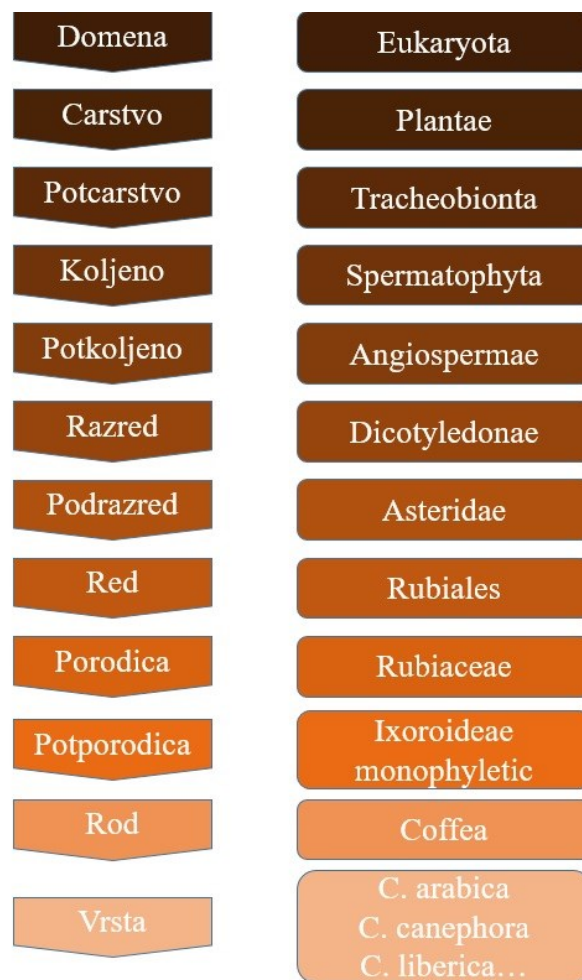 Domena
Eukaryota
Carstvo
Plantae
Potcarstvo
Tracheobionta
Koljeno
Spermatophyta
Potkoljeno
Angiospermae
Razred
Dicotyledonae
Podrazred
Asteridae
Red
Rubiales
Porodica
Rubiaceae
Potporodica
Ixoroideae
monophyletic
Rod
Coffea
Vrsta
C. arabica
C. canephora
C. liberica…